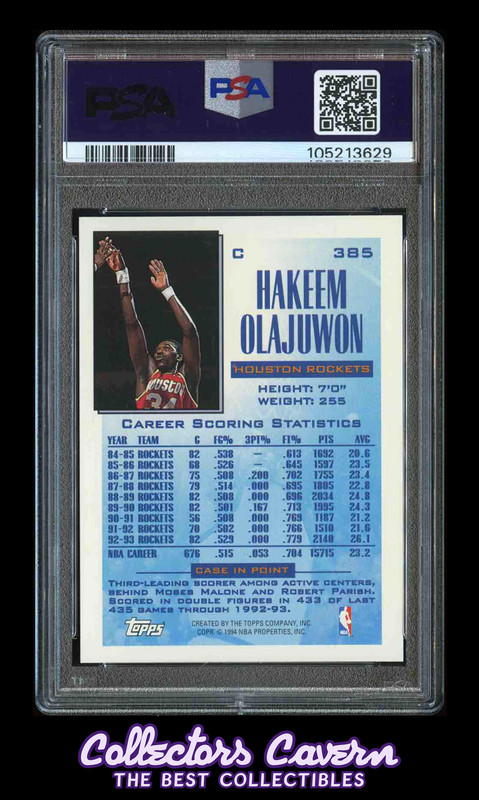 PSA
PSA
105213629
C 385
HAKEEM
OLAJUWON
HOUSTON ROCKETS
HEIGHT: 7'0"
WEIGHT: 255
HOUSTON
34
CAREER SCORING STATISTICS
YEAR TEAM G FG% 3PT% FT% PTS AVG
84-85 ROCKETS 82 .538 — .613 1692 20.6
85-86 ROCKETS 68 .526 — .645 1597 23.5
86-87 ROCKETS 75 .508 .200 .702 1755 23.4
87-88 ROCKETS 79 .514 .000 .695 1805 22.8
88-89 ROCKETS 82 .508 .000 .696 2034 24.8
89-90 ROCKETS 82 .501 .167 .713 1995 24.3
90-91 ROCKETS 56 .508 .000 .769 1187 21.2
91-92 ROCKETS 70 .502 .000 .766 1510 21.6
92-93 ROCKETS 82 .529 .000 .779 2140 26.1
NBA CAREER 676 .515 .053 .704 15715 23.2
CASE IN POINT
THIRD-LEADING SCORER AMONG ACTIVE CENTERS,
BEHIND MOSES MALONE AND ROBERT PARISH.
SCORED IN DOUBLE FIGURES IN 433 OF LAST
435 GAMES THROUGH 1992-93.
TOPPS
CREATED BY THE TOPPS COMPANY, INC.
COPR. © 1994 NBA PROPERTIES, INC.
NBA
Collectors Cavern
THE BEST COLLECTIBLES